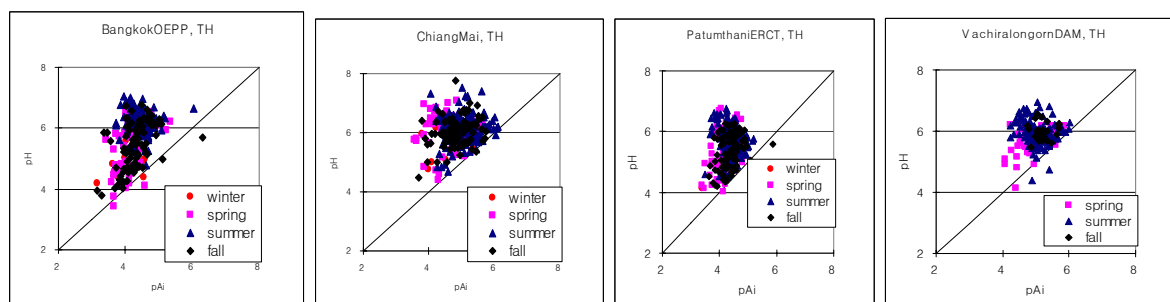 BangkokOEPP, TH
8
6
4
2
pH
2 4 6 8
pAi
winter
spring
summer
fall
ChiangMai, TH
8
6
4
2
pH
2 4 6 8
pAi
winter
spring
summer
fall
PatumthaniERCT, TH
8
6
4
2
pH
2 4 6 8
pAi
winter
spring
summer
fall
VachiralongornDAM, TH
8
6
4
2
pH
2 4 6 8
pAi
spring
summer
fall